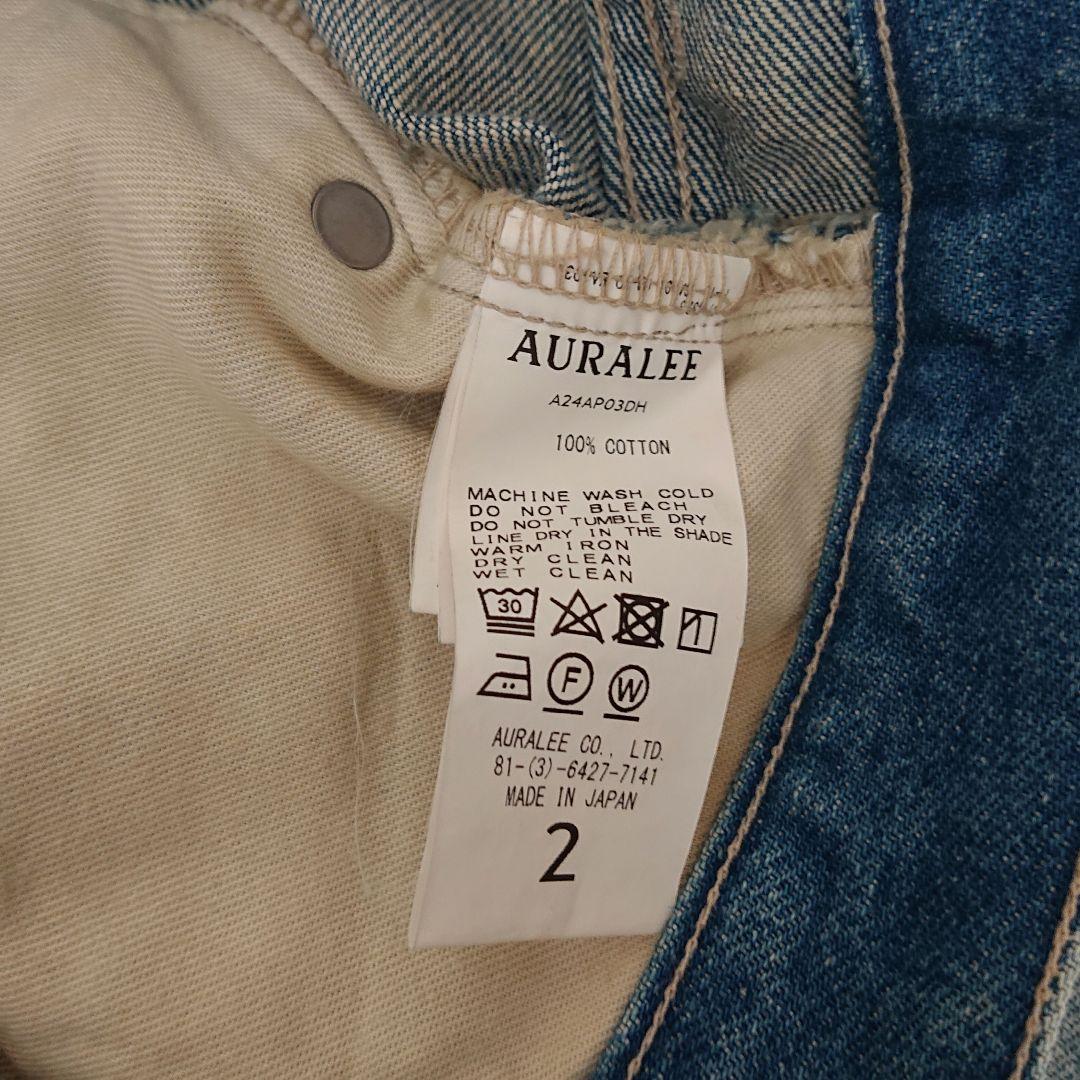 AURALEE
A24AP03DH
100% COTTON
MACHINE WASH COLD
DO NOT BLEACH
DO NOT TUMBLE DRY
LINE DRY IN THE SHADE
WARM IRON
DRY CLEAN
WET CLEAN
30
F W
AURALEE CO., LTD.
81-(3)-6427-7141
MADE IN JAPAN
2